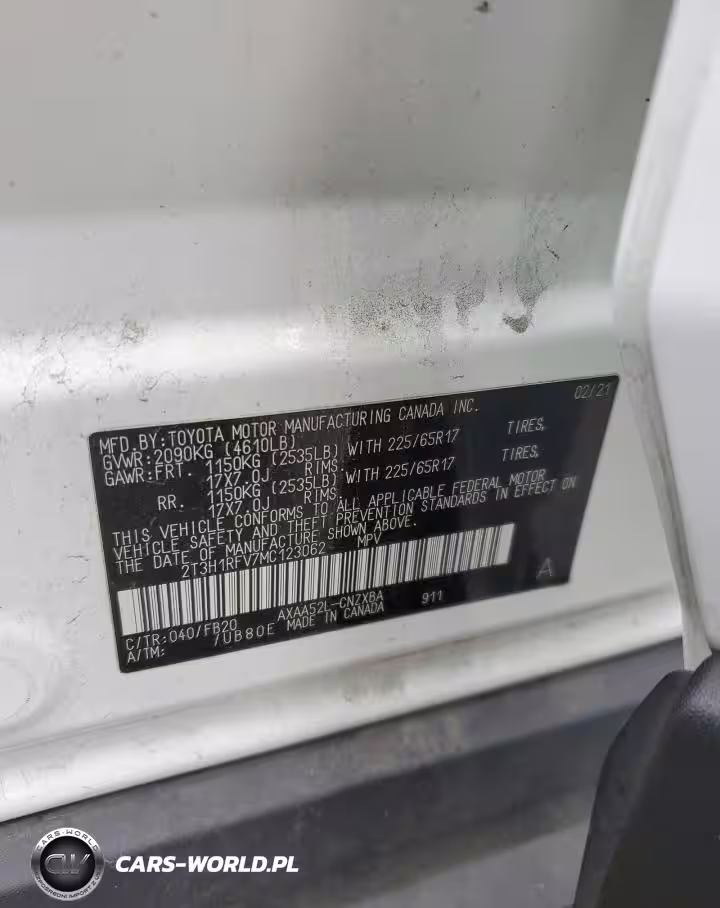 02/21
MFD.BY:TOYOTA MOTOR MANUFACTURING CANADA INC.
GVWR:2090KG (4610LB)
GAWR:FRT. 1150KG (2535LB) WITH 225/65R17 TIRES,
17X7.0J RIMS.
RR. 1150KG (2535LB) WITH 225/65R17 TIRES,
17X7.0J RIMS.
THIS VEHICLE CONFORMS TO ALL APPLICABLE FEDERAL MOTOR
VEHICLE SAFETY AND THEFT PREVENTION STANDARDS IN EFFECT ON
THE DATE OF MANUFACTURE SHOWN ABOVE.
2T3H1RFV7MC123062 MPV
A
C/TR:040/FB20 AXAA52L-CNZXBA 911
A/TM: /UB80E MADE IN CANADA
CARS-WORLD
CW
CARS-WORLD.PL